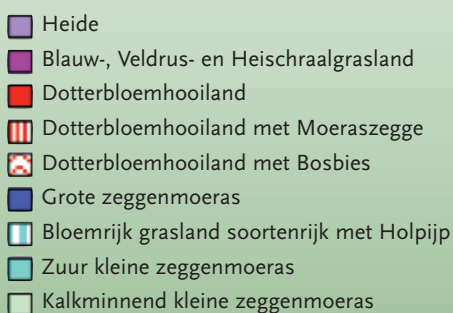 Heide
Blauw-, Veldrus- en Heischraalgrasland
Dotterbloemhooiland
Dotterbloemhooiland met Moeraszegge
Dotterbloemhooiland met Bosbies
Grote zeggenmoeras
Bloemrijk grasland soortenrijk met Holpijp
Zuur kleine zeggenmoeras
Kalkminnend kleine zeggenmoeras